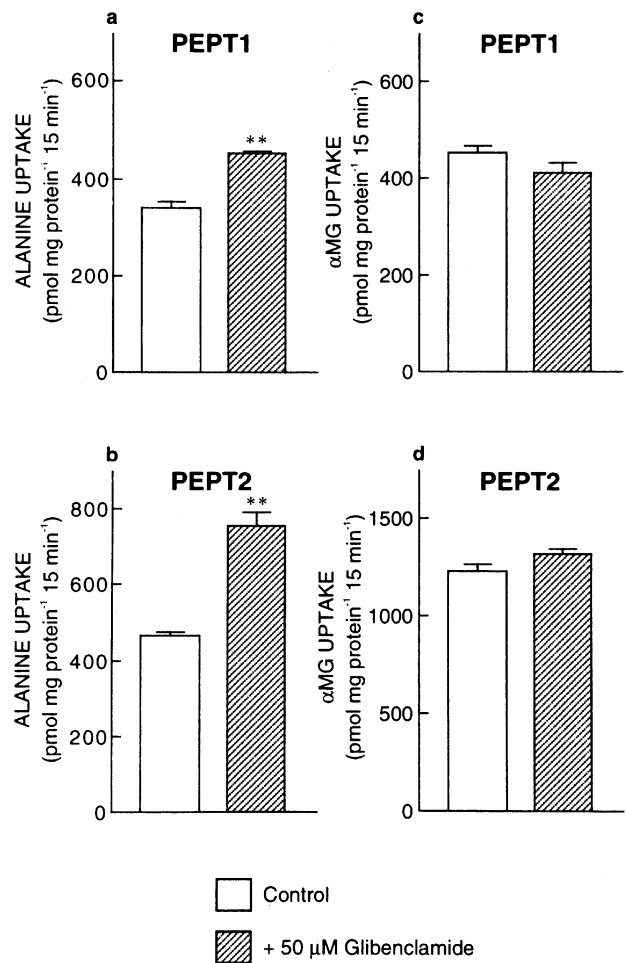 a
PEPT1
ALANINE UPTAKE
(pmol mg protein⁻¹ 15 min⁻¹)
600
400
200
0
**
c
PEPT1
αMG UPTAKE
(pmol mg protein⁻¹ 15 min⁻¹)
600
400
200
0
b
PEPT2
ALANINE UPTAKE
(pmol mg protein⁻¹ 15 min⁻¹)
800
600
400
200
0
**
d
PEPT2
αMG UPTAKE
(pmol mg protein⁻¹ 15 min⁻¹)
1500
1000
500
0
Control
+ 50 μM Glibenclamide